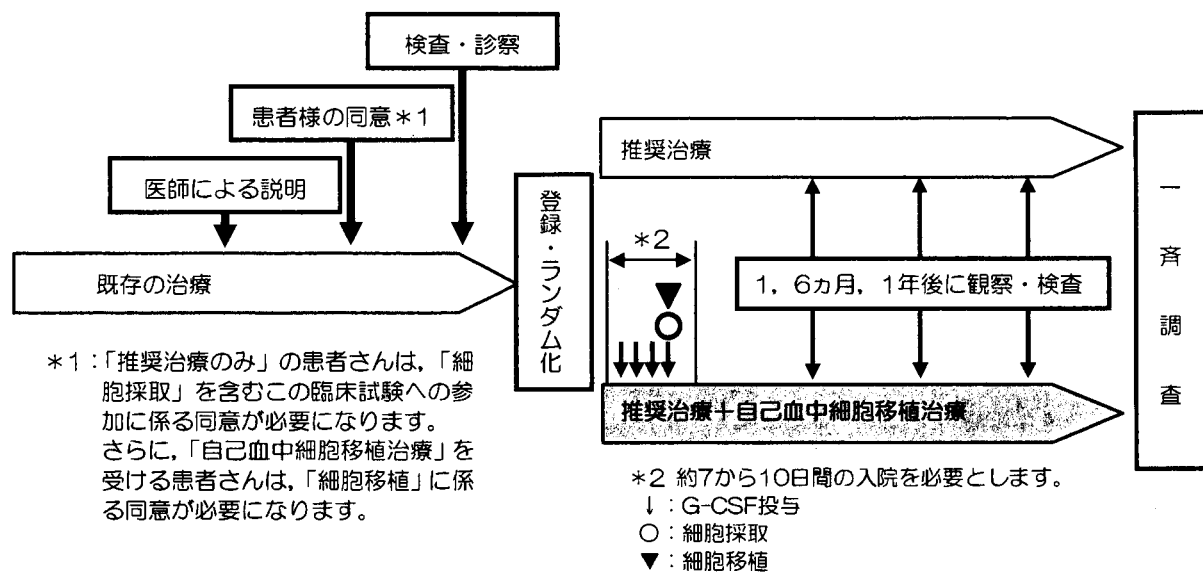 検査・診察
患者様の同意＊1
医師による説明
既存の治療
登録・ランダム化
推奨治療
＊2
1，6ヵ月，1年後に観察・検査
推奨治療＋自己血中細胞移植治療
一斉調査
＊1：「推奨治療のみ」の患者さんは，「細
胞採取」を含むこの臨床試験への参
加に係る同意が必要になります。
さらに，「自己血中細胞移植治療」を
受ける患者さんは，「細胞移植」に係
る同意が必要になります。
＊2 約7から10日間の入院を必要とします。
↓：G-CSF投与
○：細胞採取
▼：細胞移植